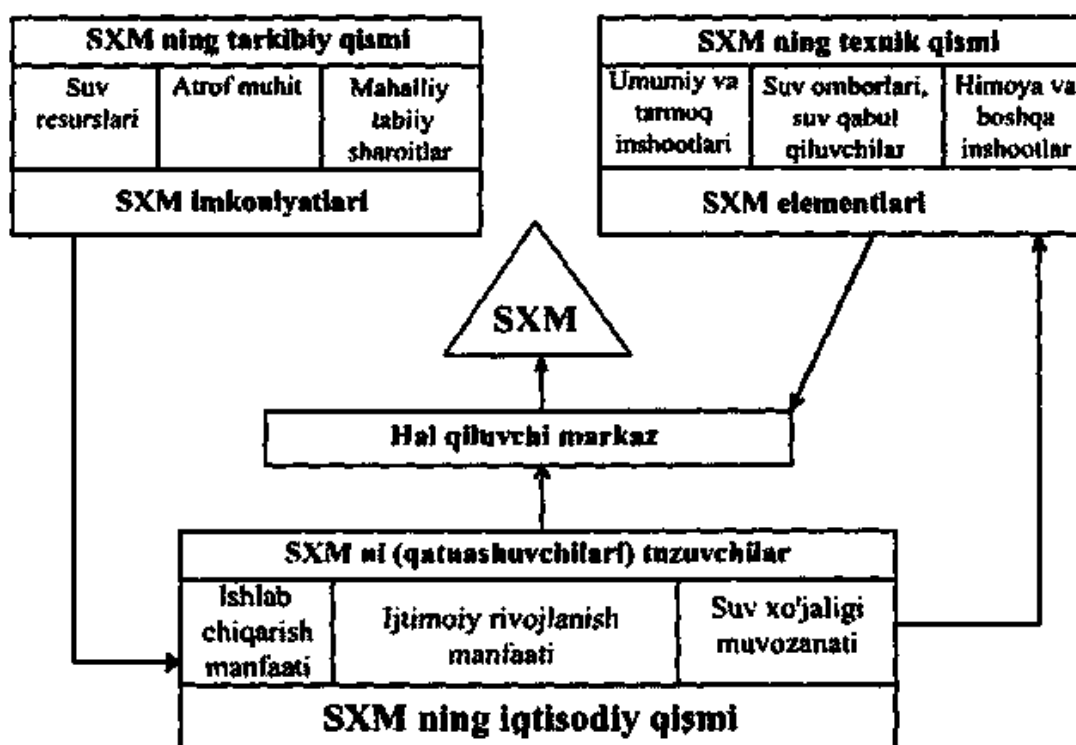 SXM ning tarkibiy qismi
Suv
resurslari
Atrof muhit
Mahalliy
tabiiy
sharoitlar
SXM imkoniyatlari
SXM ning texnik qismi
Umumiy va
tarmoq
inshootlari
Suv omborlari,
suv qabul
qiluvchilar
Himoya va
boshqa
inshootlar
SXM elementlari
SXM
Hal qiluvchi markaz
SXM ni (qatnashuvchilari) tuzuvchilar
Ishlab
chiqarish
manfaati
Ijtimoiy rivojlanish
manfaati
Suv xo'jaligi
muvozanati
SXM ning iqtisodiy qismi